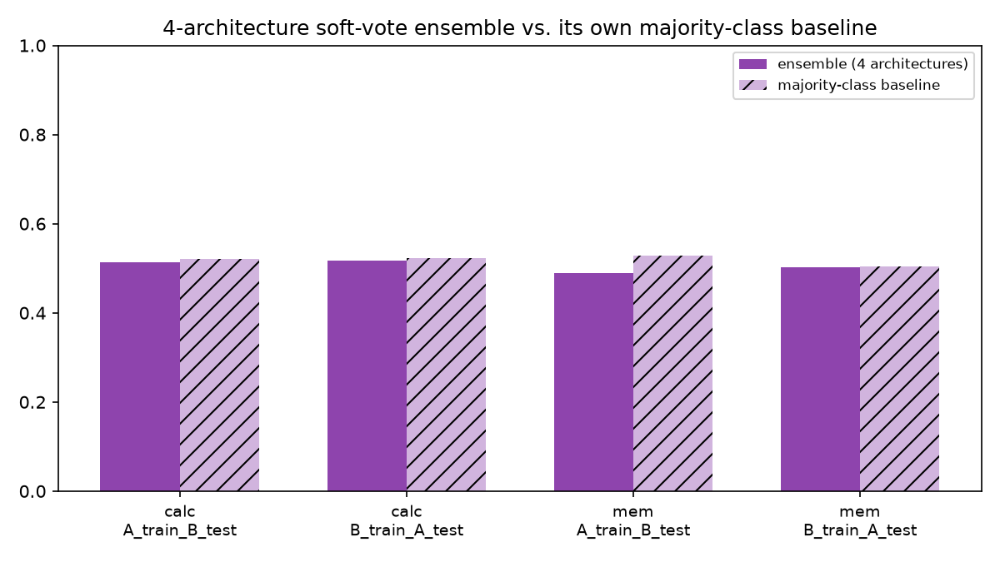 4-architecture soft-vote ensemble vs. its own majority-class baseline
ensemble (4 architectures)
majority-class baseline
1.0
0.8
0.6
0.4
0.2
0.0
calc
A_train_B_test
calc
B_train_A_test
mem
A_train_B_test
mem
B_train_A_test